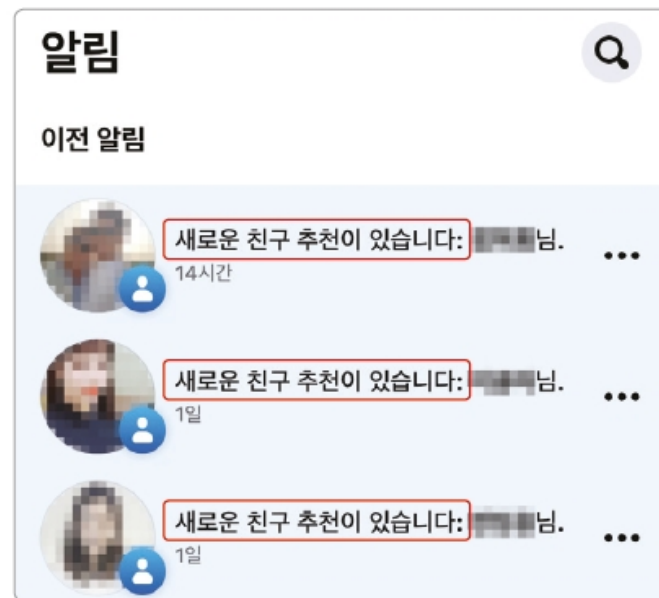 알림
이전 알림
새로운 친구 추천이 있습니다: 님.
14시간
새로운 친구 추천이 있습니다: 님.
1일
새로운 친구 추천이 있습니다: 님.
1일